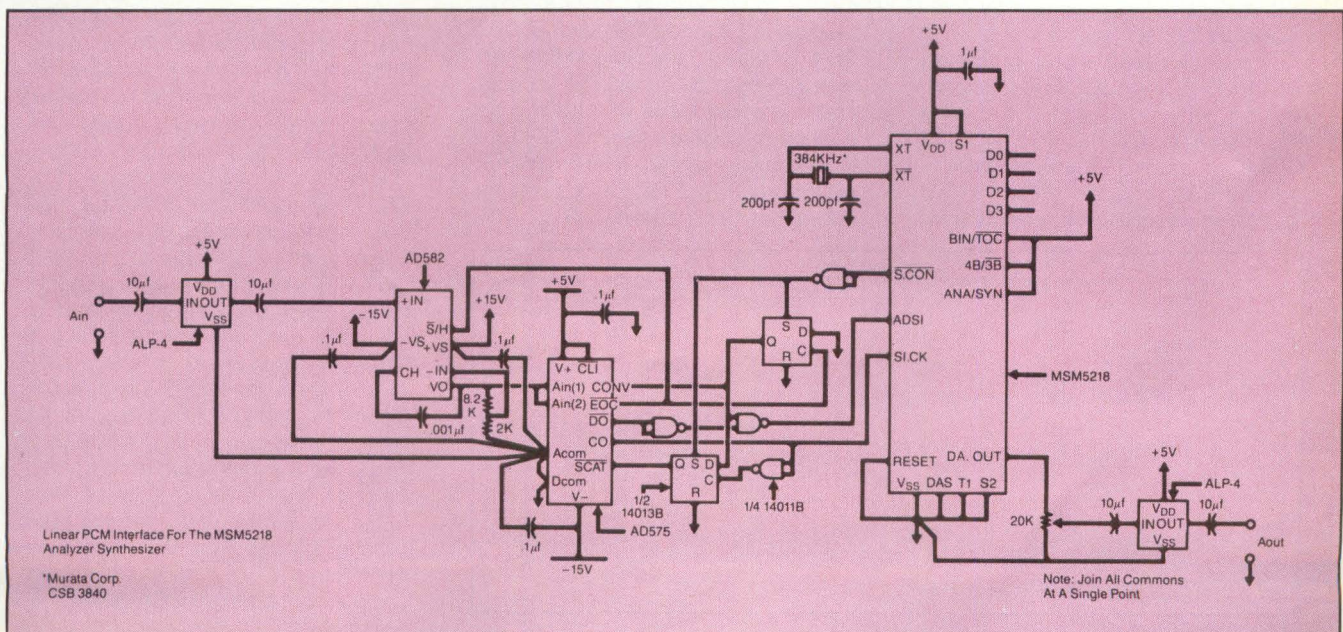 +5V
1µf
XT
VDD
S1
D0
384KHz*
D1
XT
D2
+5V
D3
200pf
200pf
BIN/TOC
+5V
AD582
4B/3B
S.CON
10µf
VDD
10µf
+IN
+5V
ANA/SYN
Ain
IN OUT
-15V
+15V
S
ADSI
VSS
S/H
.1µf
Q
D
ALP-4
-VS
+VS
.1µf
C
SI.CK
.1µf
-IN
V+
CLI
R
MSM5218
CH
VO
Ain(1)
CONV
8.2
K
Ain(2)
EOC
.001µf
2K
DO
CO
+5V
Acom
SCAT
Q
S
D
RESET
DA. OUT
ALP-4
C
Dcom
R
VSS
DAS
T1
S2
10µf
VDD
10µf
V-
1/2
14013B
1/4 14011B
20K
IN OUT
VSS
Aout
AD575
.1µf
-15V
Linear PCM Interface For The MSM5218
Analyzer Synthesizer
*Murata Corp.
CSB 3840
Note: Join All Commons
At A Single Point